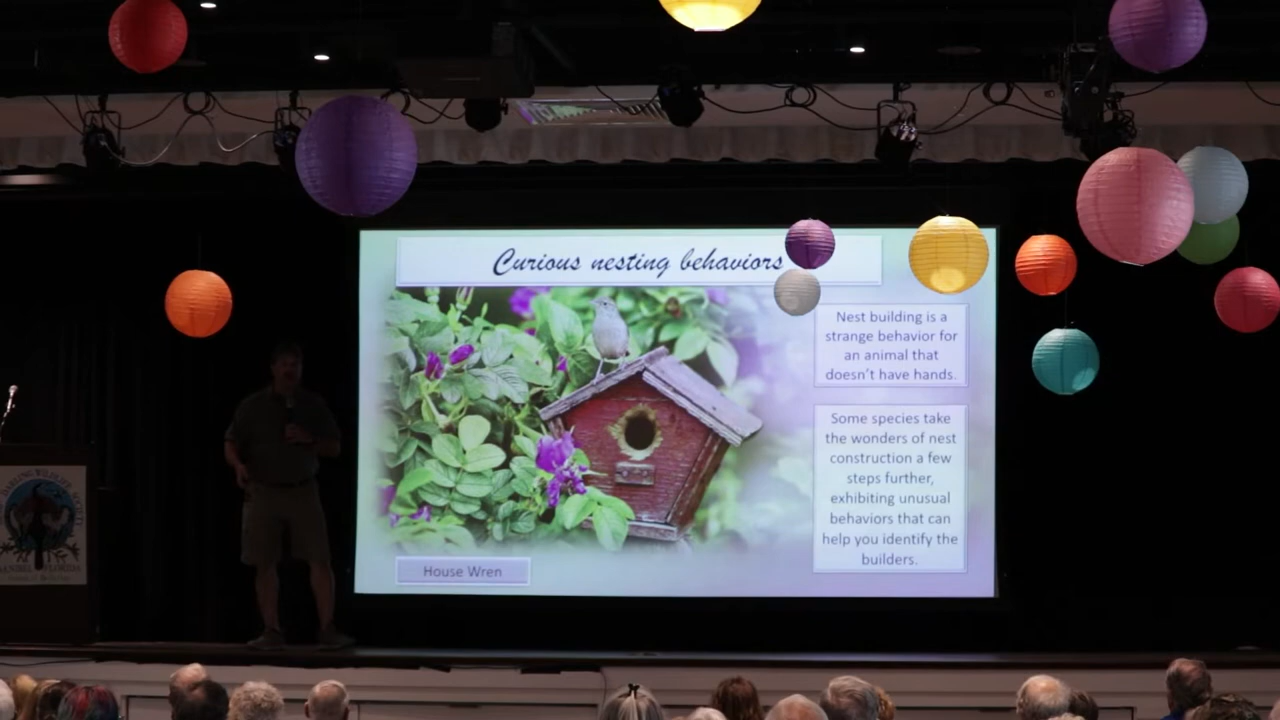 Curious nesting behaviors
Nest building is a
strange behavior for
an animal that
doesn't have hands.
Some species take
the wonders of nest
construction a few
steps further,
exhibiting unusual
behaviors that can
help you identify the
builders.
House Wren